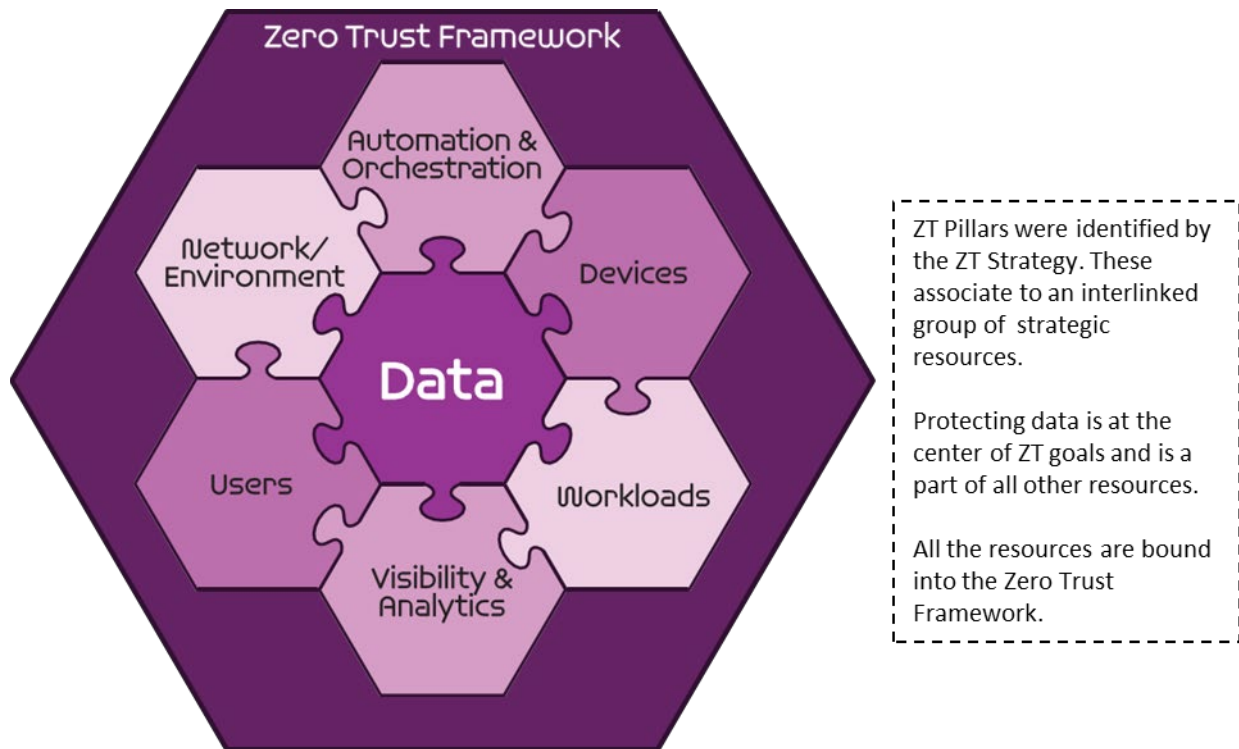 Zero Trust Framework
Automation &
Orchestration
Network/
Environment
Devices
Data
Users
Workloads
Visibility &
Analytics
ZT Pillars were identified by
the ZT Strategy. These
associate to an interlinked
group of strategic
resources.
Protecting data is at the
center of ZT goals and is a
part of all other resources.
All the resources are bound
into the Zero Trust
Framework.